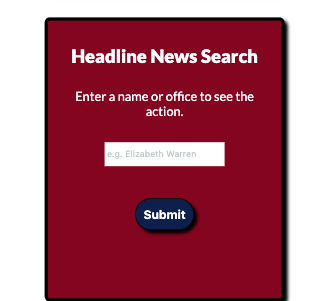 Headline News Search
Enter a name or office to see the
action.
e.g. Elizabeth Warren
Submit